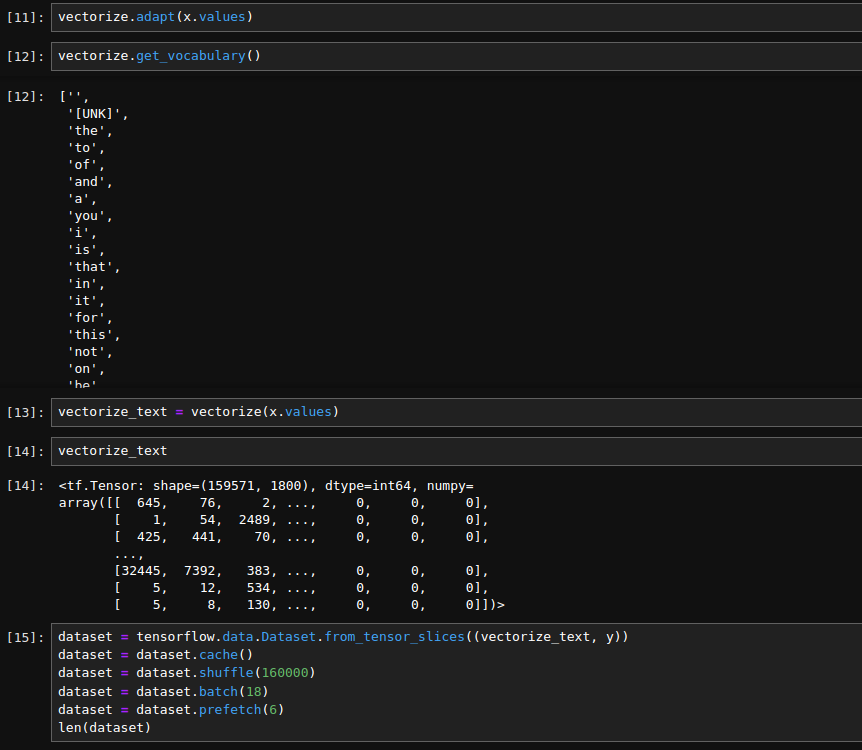 [11]: vectorize.adapt(x.values)
[12]: vectorize.get_vocabulary()
[12]: ['',
'[UNK]',
'the',
'to',
'of',
'and',
'a',
'you',
'i',
'is',
'that',
'in',
'it',
'for',
'this',
'not',
'on',
'be'
[13]: vectorize_text = vectorize(x.values)
[14]: vectorize_text
[14]: <tf.Tensor: shape=(159571, 1800), dtype=int64, numpy=
array([[  645,    76,     2, ...,     0,     0,     0],
[    1,    54,  2489, ...,     0,     0,     0],
[  425,   441,    70, ...,     0,     0,     0],
...,
[32445,  7392,   383, ...,     0,     0,     0],
[    5,    12,   534, ...,     0,     0,     0],
[    5,     8,   130, ...,     0,     0,     0]])>
[15]: dataset = tensorflow.data.Dataset.from_tensor_slices((vectorize_text, y))
dataset = dataset.cache()
dataset = dataset.shuffle(160000)
dataset = dataset.batch(18)
dataset = dataset.prefetch(6)
len(dataset)